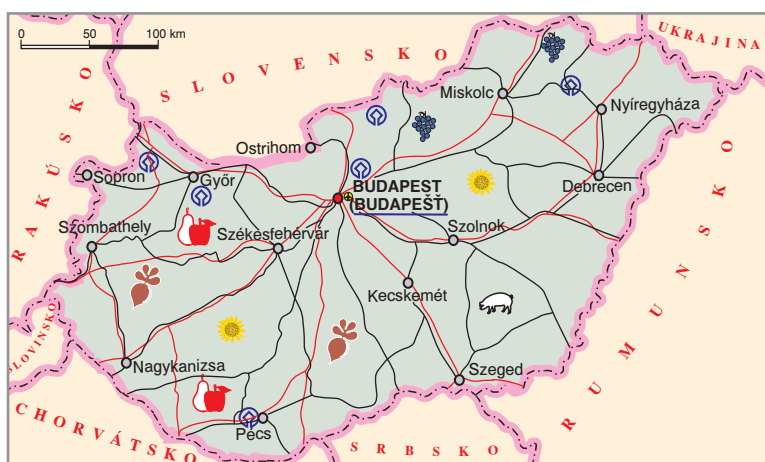 0 50 100 km
UKRAJINA
SLOVENSKO
RAKÚSKO
Miskolc
Nyíregyháza
Ostrihom
Sopron
Győr
Debrecen
BUDAPEST
(BUDAPEŠŤ)
Szombathely
Székesfehérvár
Szolnok
Kecskemét
RUMUNSKO
SLOVINSKO
Nagykanizsa
Szeged
CHORVÁTSKO
Pécs
SRBSKO